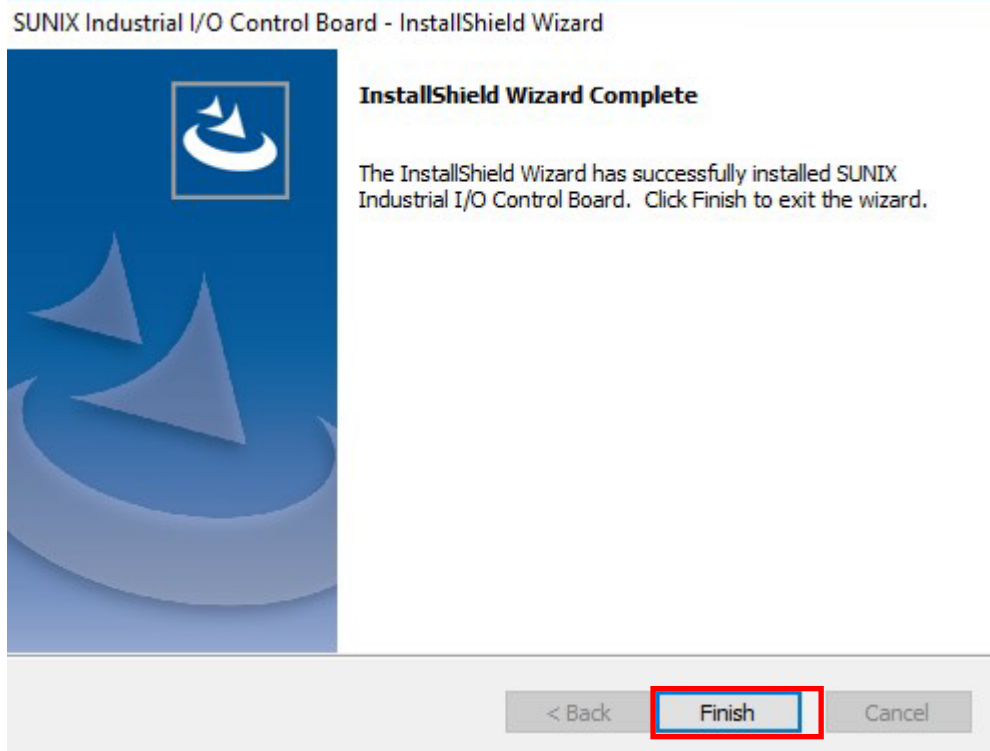 SUNIX Industrial I/O Control Board - InstallShield Wizard
InstallShield Wizard Complete
The InstallShield Wizard has successfully installed SUNIX
Industrial I/O Control Board. Click Finish to exit the wizard.
< Back
Finish
Cancel